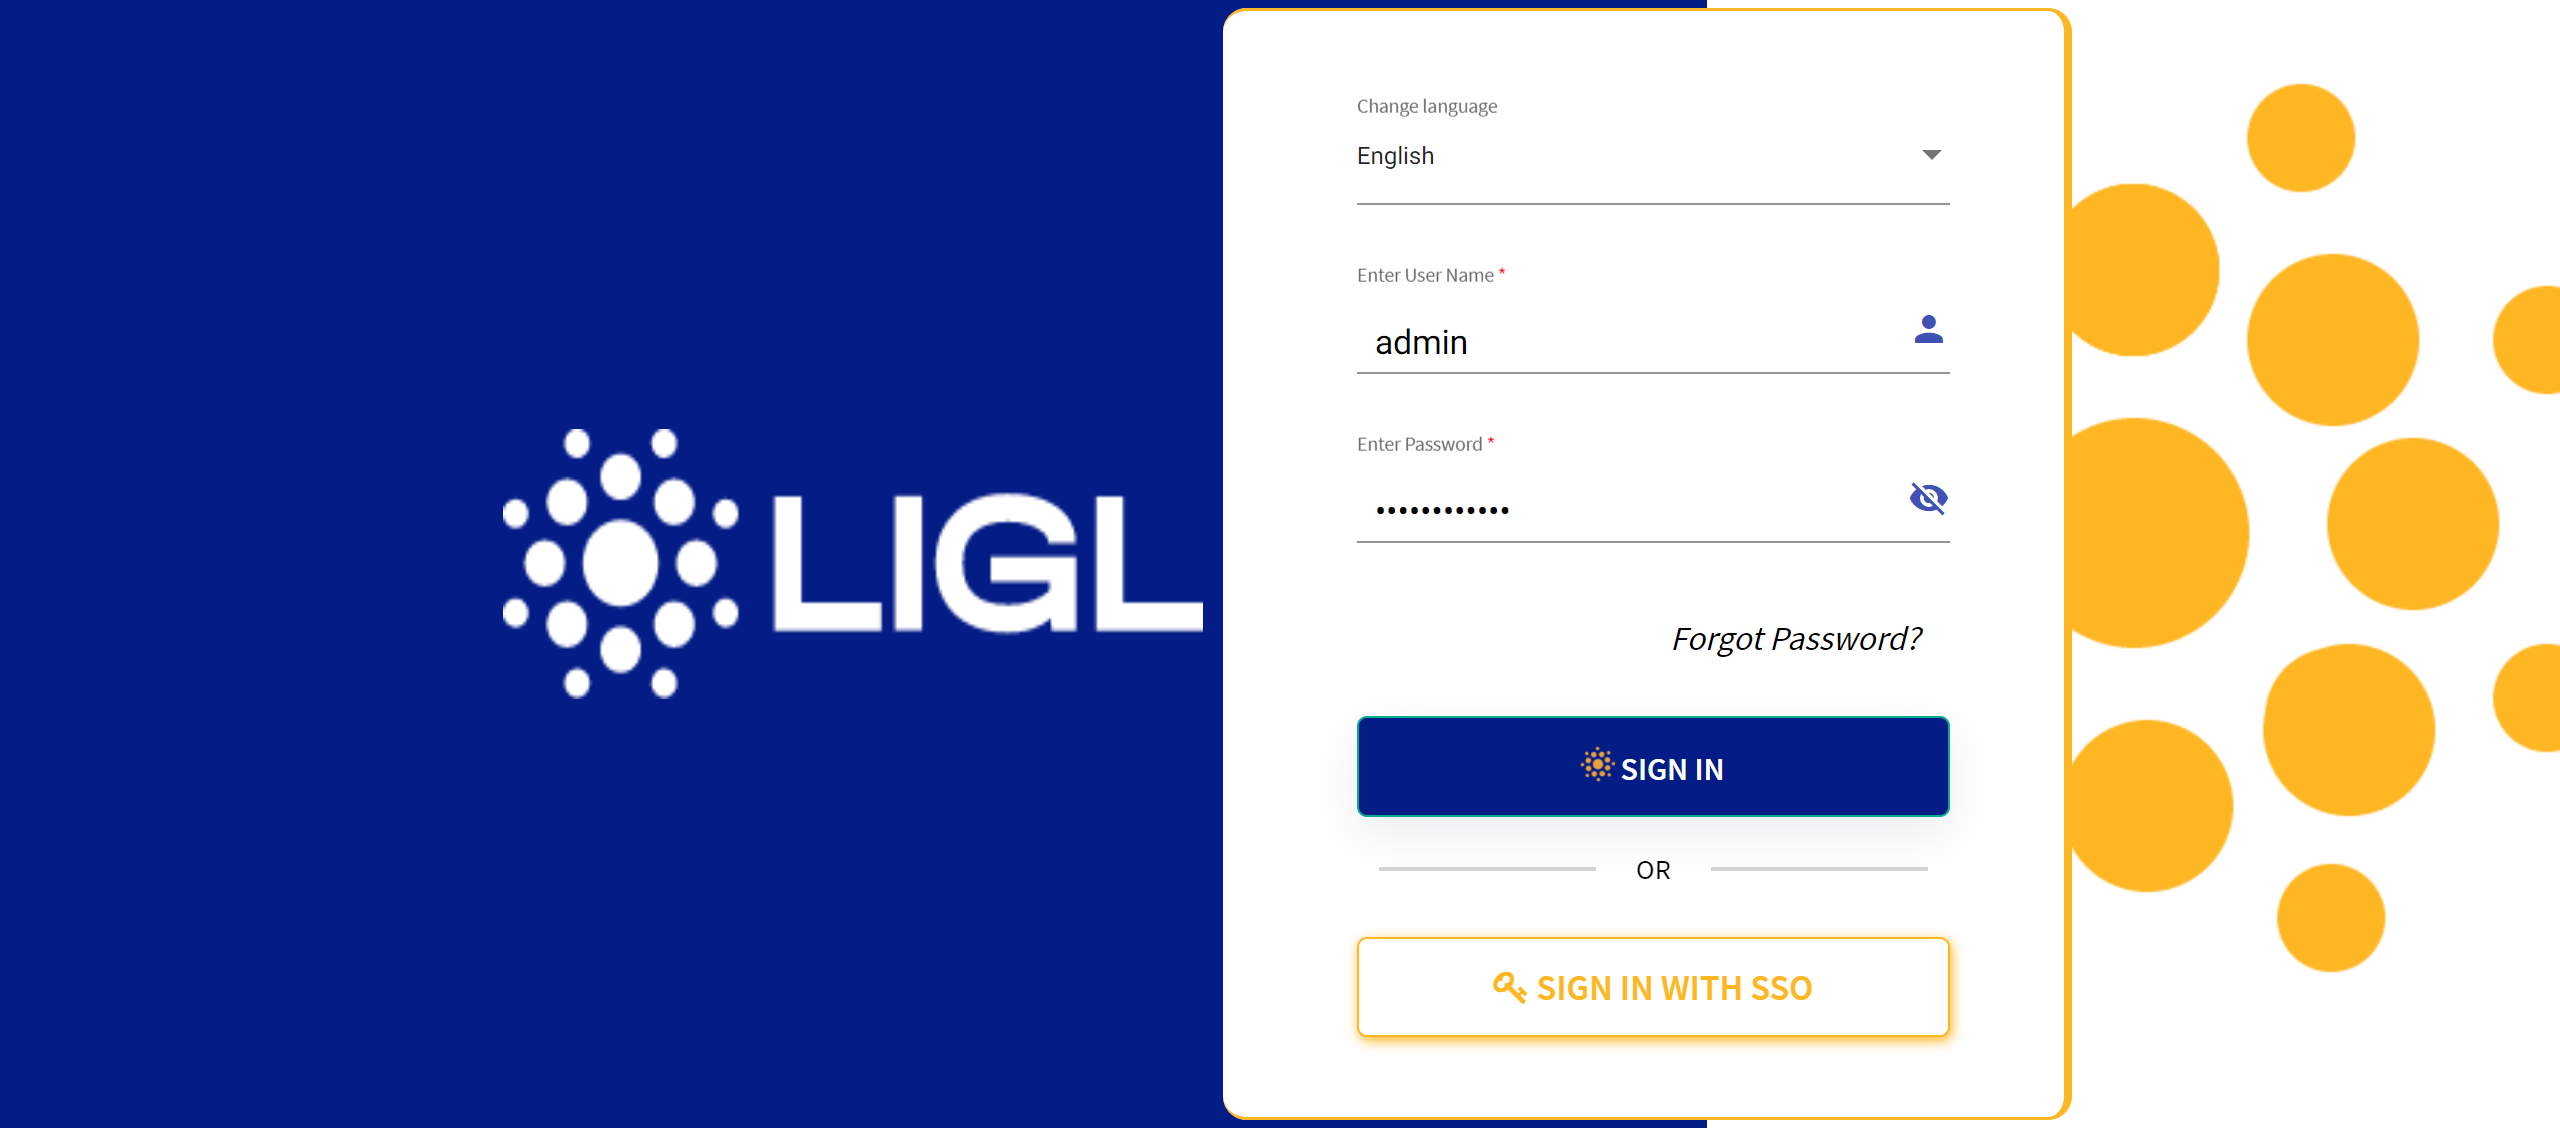 LIGL
Change language
English
Enter User Name *
admin
Enter Password *
••••••••••••
Forgot Password?
SIGN IN
OR
SIGN IN WITH SSO